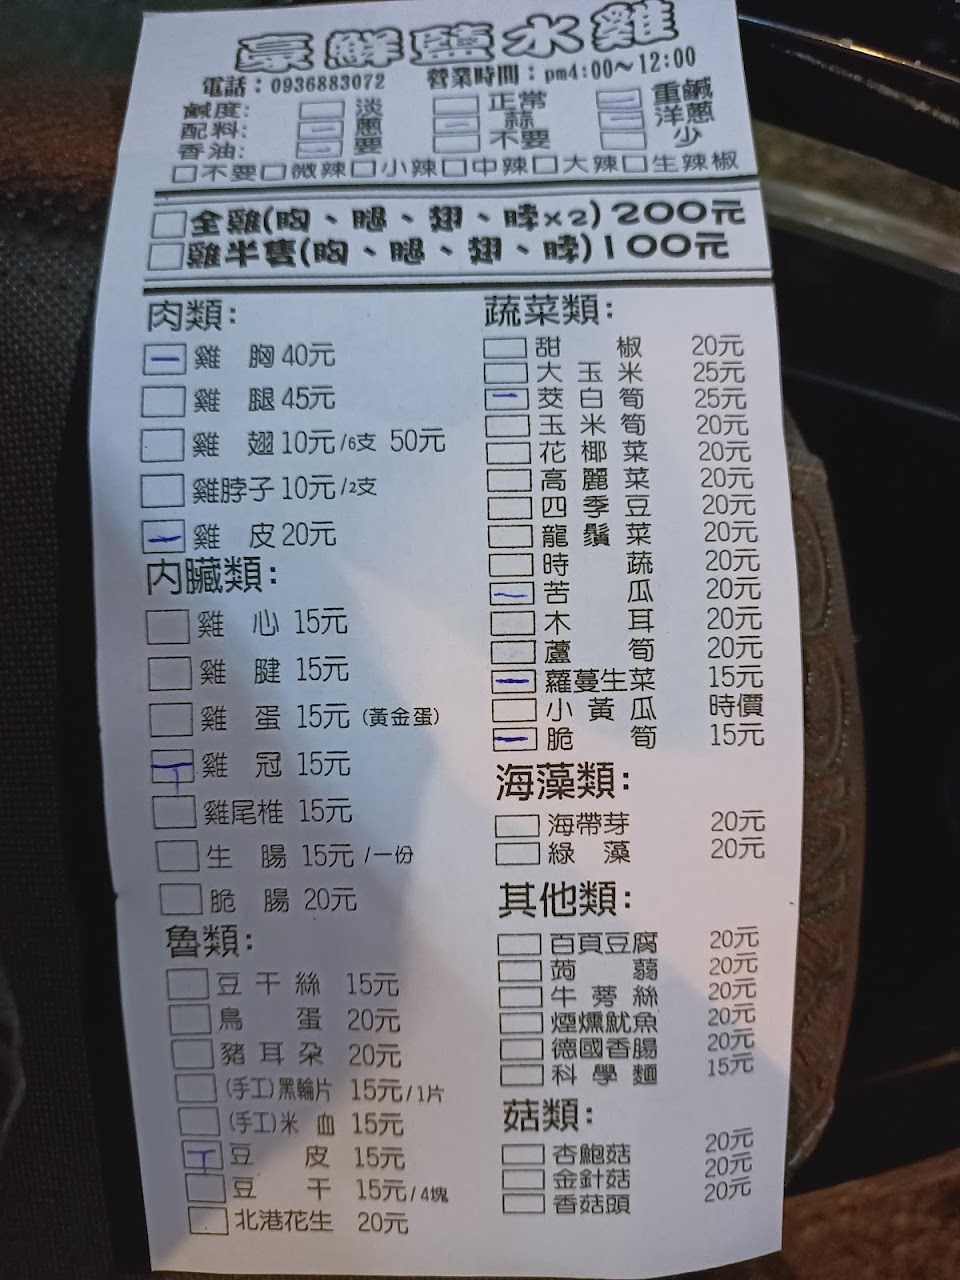 豪鮮鹽水雞
電話：0936883072 營業時間：pm4:00~12:00
鹹度： 淡 正常 重鹹
配料： 蔥 蒜 洋蔥
香油： 要 不要 少
不要 微辣 小辣 中辣 大辣 生辣椒
全雞(胸、腿、翅、脖×2)200元
雞半隻(胸、腿、翅、脖)100元
肉類：
雞胸 40元
雞腿 45元
雞翅 10元/6支 50元
雞脖子 10元/2支
雞皮 20元
內臟類：
雞心 15元
雞腱 15元
雞蛋 15元(黃金蛋)
雞冠 15元
雞尾椎 15元
生腸 15元/一份
脆腸 20元
魯類：
豆干絲 15元
鳥蛋 20元
豬耳朵 20元
(手工)黑輪片 15元/1片
(手工)米血 15元
豆皮 15元
豆干 15元/4塊
北港花生 20元
蔬菜類：
甜椒 20元
大玉米 25元
茭白筍 25元
玉米筍 20元
花椰菜 20元
高麗菜 20元
四季豆 20元
龍鬚菜 20元
時蔬 20元
苦瓜 20元
木耳 20元
蘆筍 20元
蘿蔓生菜 15元
小黃瓜 時價
脆筍 15元
海藻類：
海帶芽 20元
綠藻 20元
其他類：
百頁豆腐 20元
蒟蒻 20元
牛蒡絲 20元
煙燻魷魚 20元
德國香腸 20元
科學麵 15元
菇類：
杏鮑菇 20元
金針菇 20元
香菇頭 20元